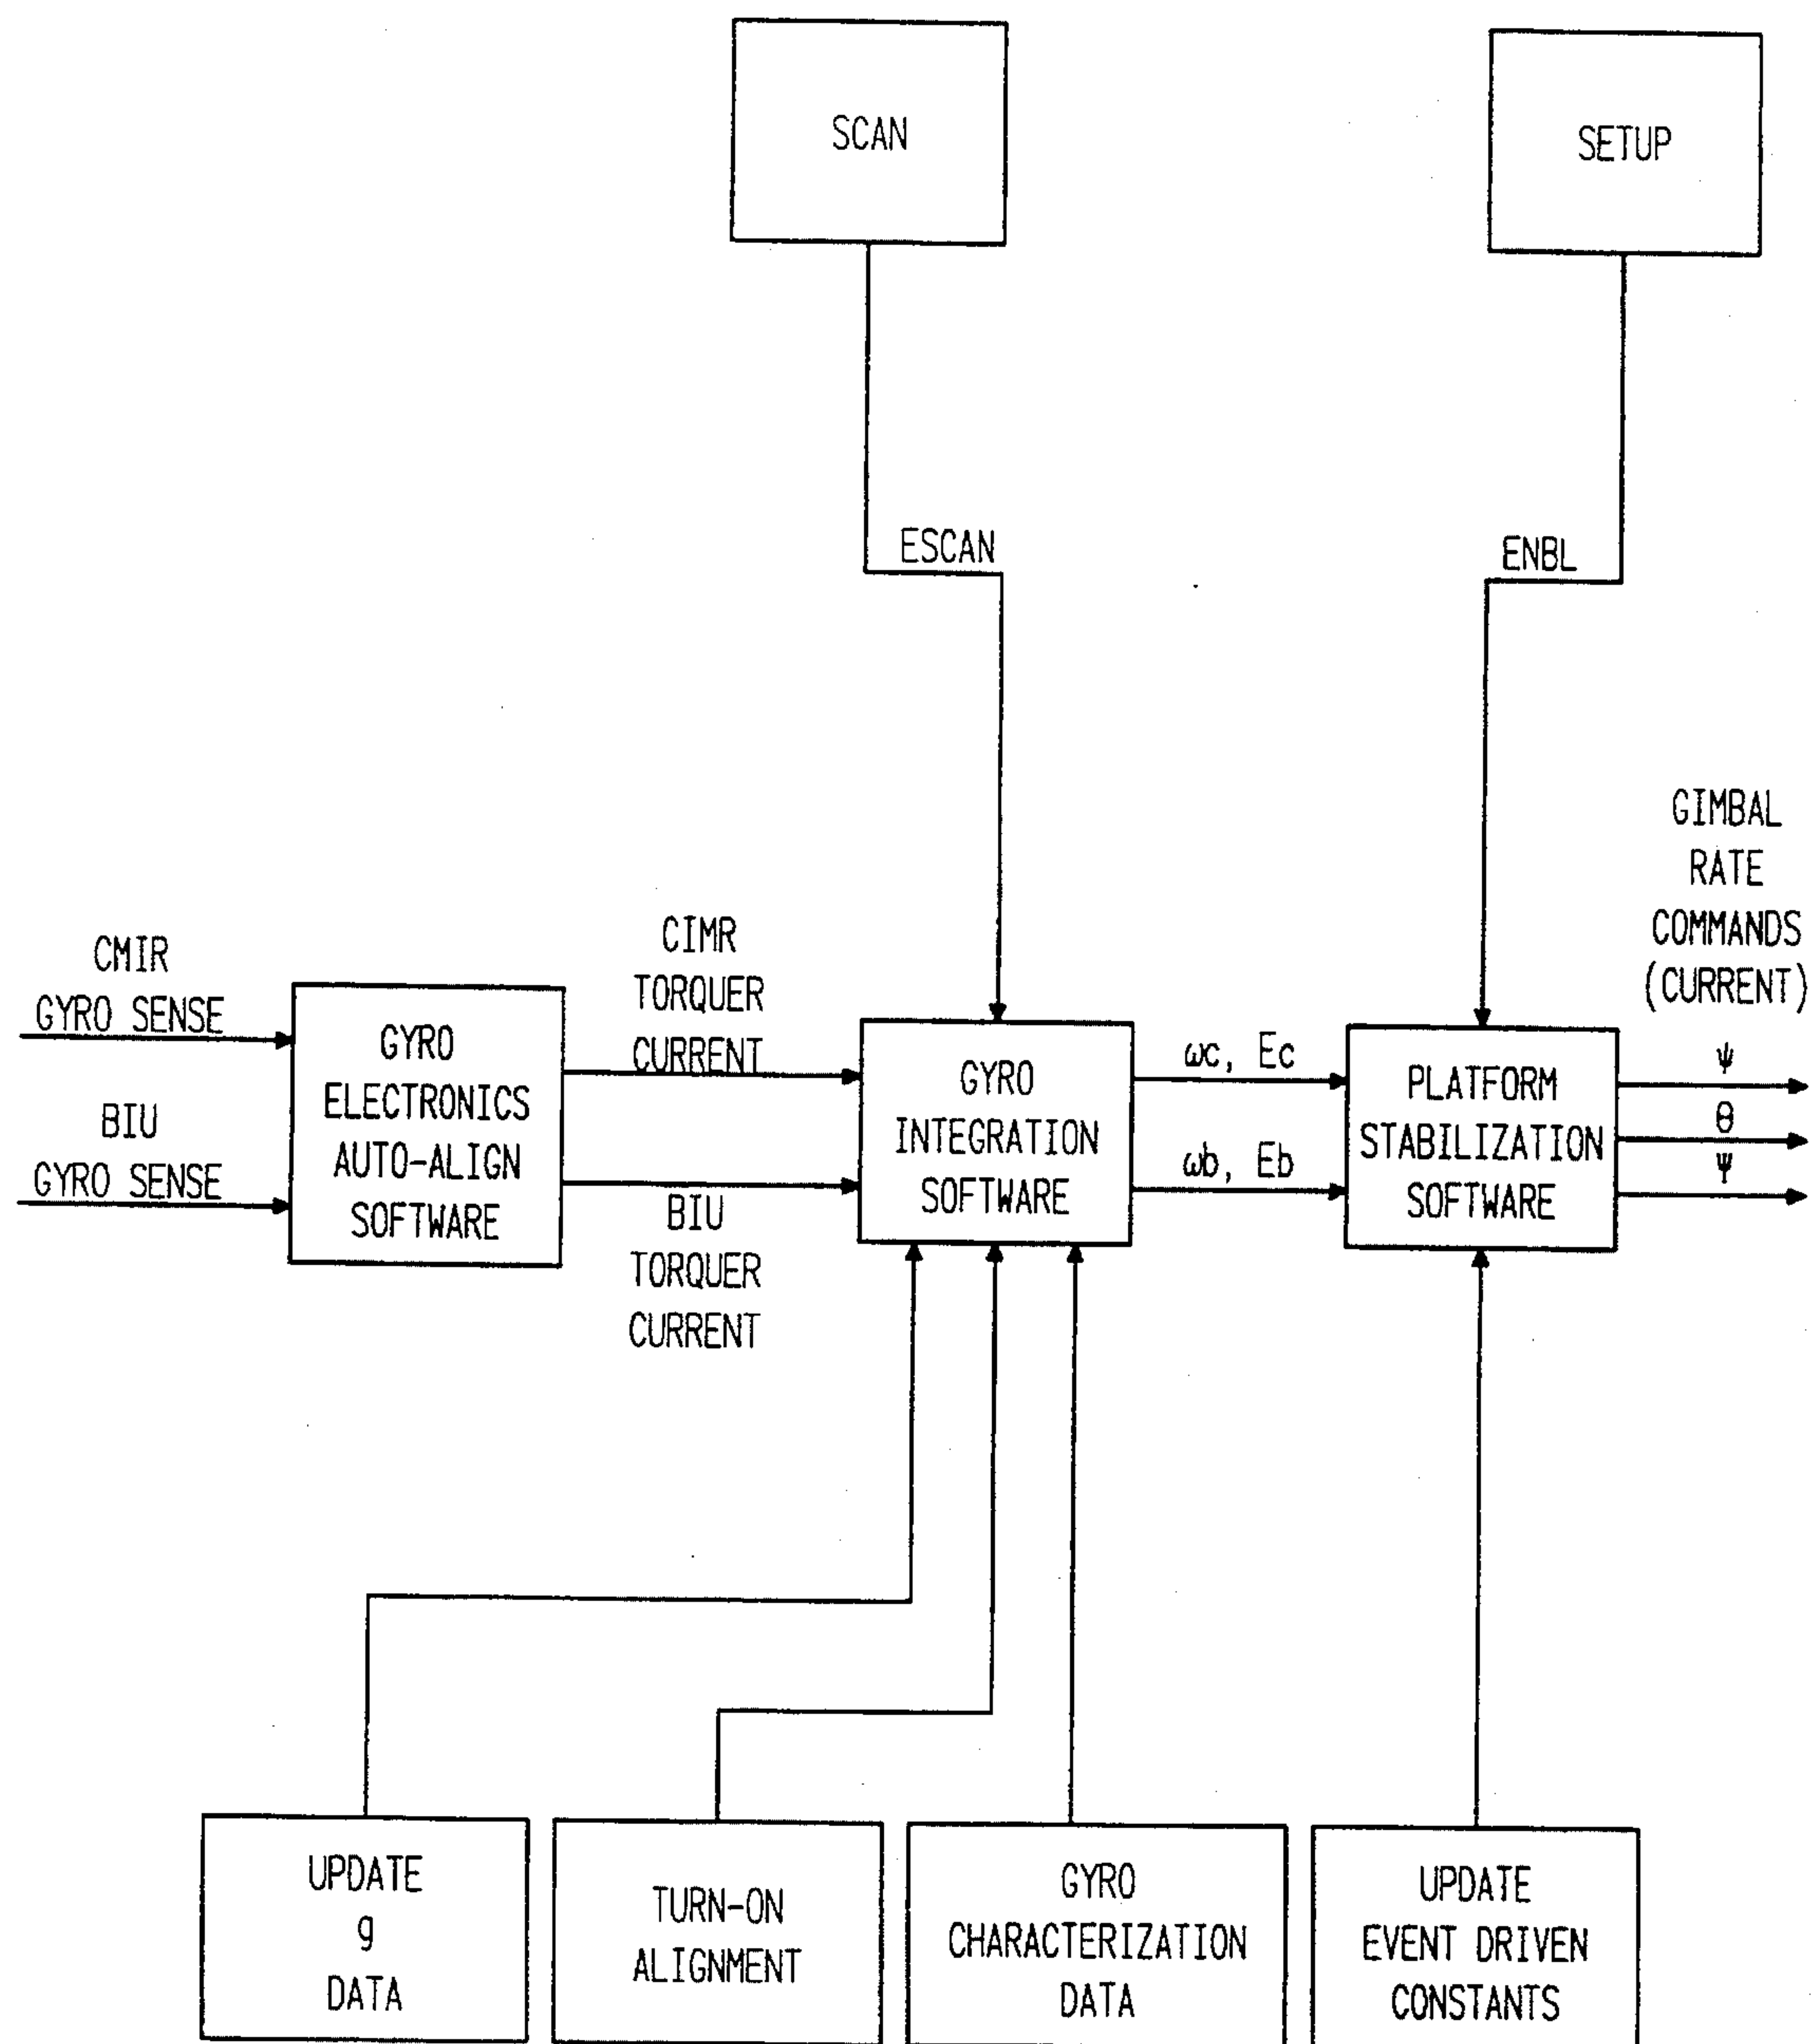 SCAN
SETUP
ESCAN
ENBL
GIMBAL
RATE
COMMANDS
(CURRENT)
CMIR
GYRO SENSE
BIU
GYRO SENSE
GYRO
ELECTRONICS
AUTO-ALIGN
SOFTWARE
CIMR
TORQUER
CURRENT
BIU
TORQUER
CURRENT
GYRO
INTEGRATION
SOFTWARE
ωc, Ec
ωb, Eb
PLATFORM
STABILIZATION
SOFTWARE
ψ
θ
Ψ
UPDATE
g
DATA
TURN-ON
ALIGNMENT
GYRO
CHARACTERIZATION
DATA
UPDATE
EVENT DRIVEN
CONSTANTS